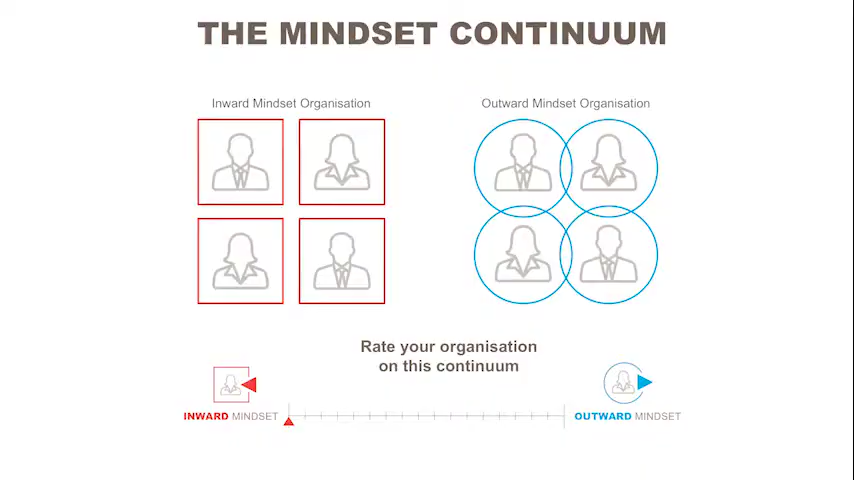 THE MINDSET CONTINUUM
Inward Mindset Organisation
Outward Mindset Organisation
Rate your organisation
on this continuum
INWARD MINDSET
OUTWARD MINDSET